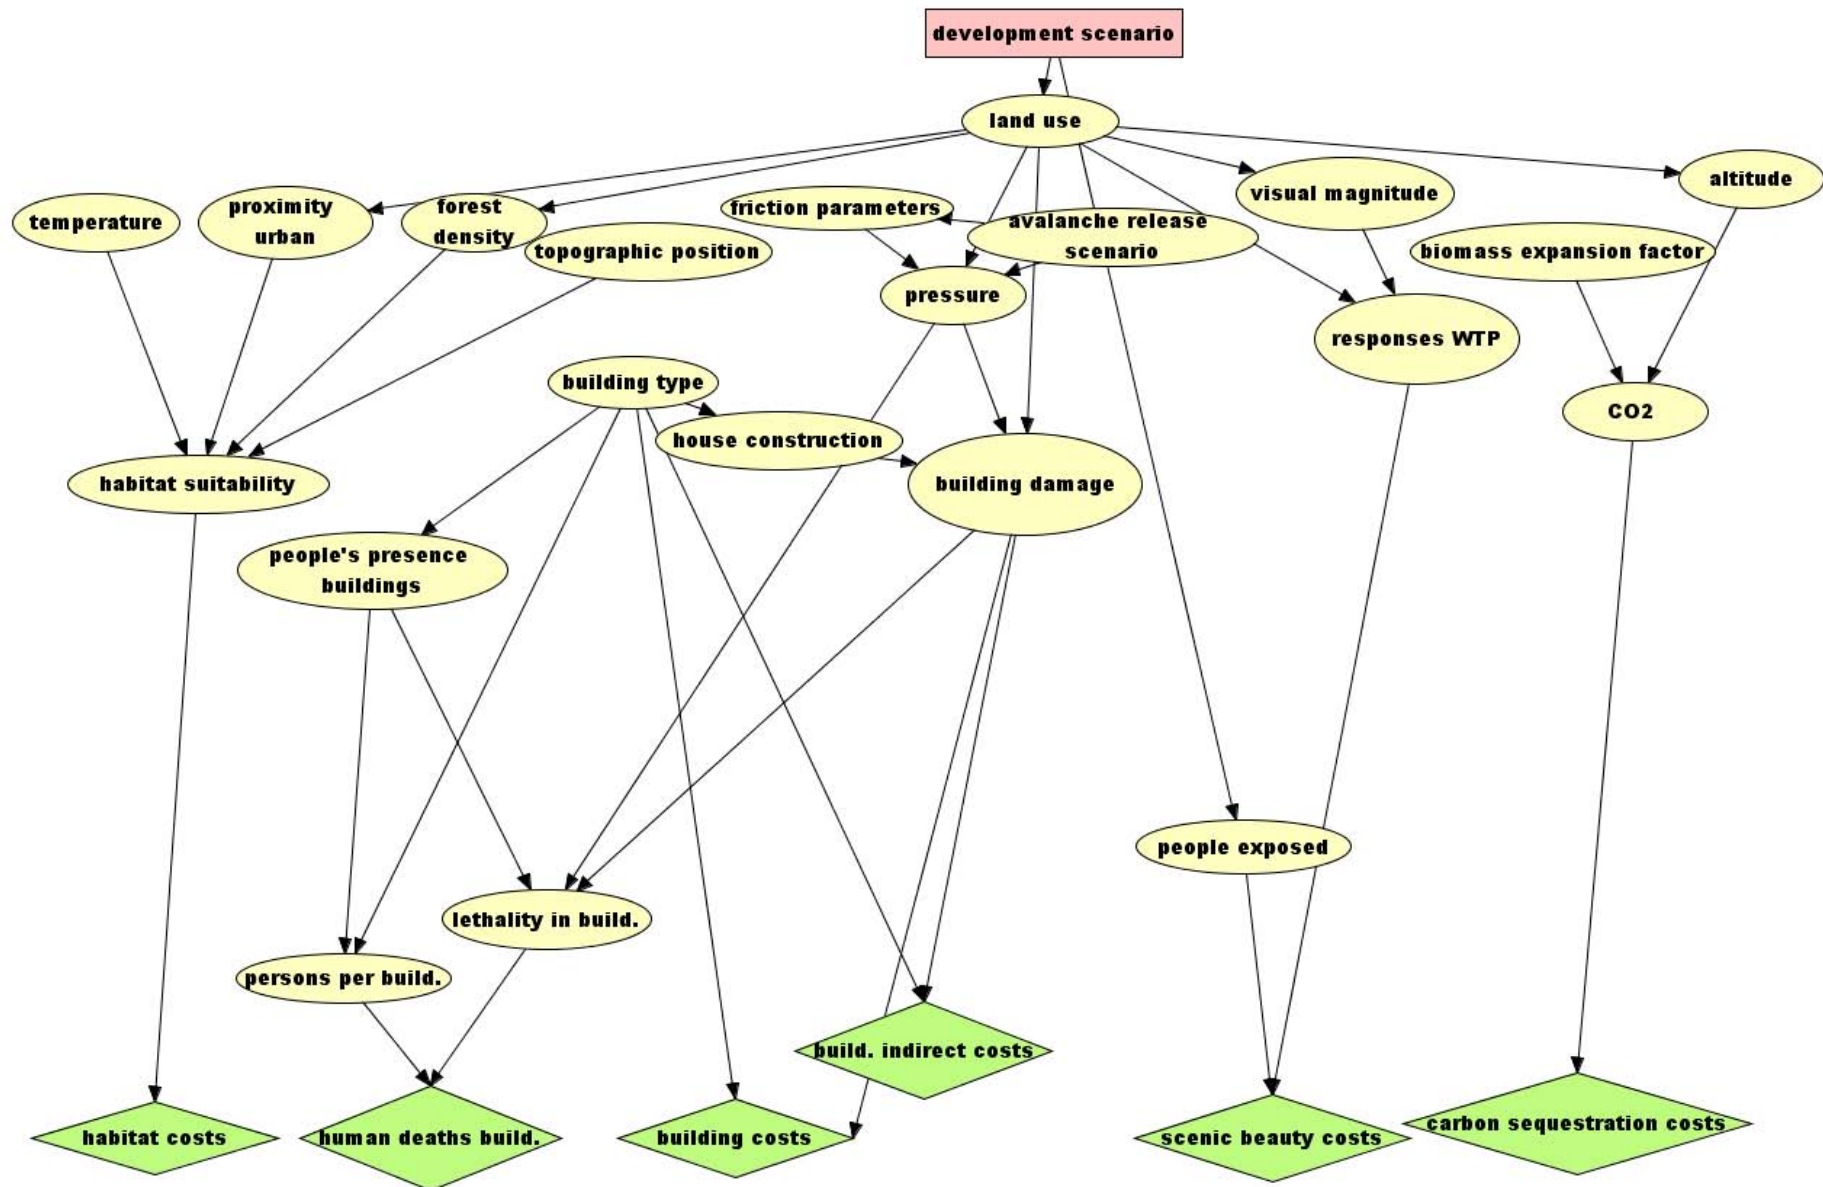 development scenario
land use
temperature
proximity
urban
forest
density
topographic position
friction parameters
avalanche release
scenario
visual magnitude
altitude
biomass expansion factor
pressure
responses WTP
building type
house construction
CO2
habitat suitability
building damage
people's presence
buildings
people exposed
lethality in build.
persons per build.
build. indirect costs
habitat costs
human deaths build.
building costs
scenic beauty costs
carbon sequestration costs